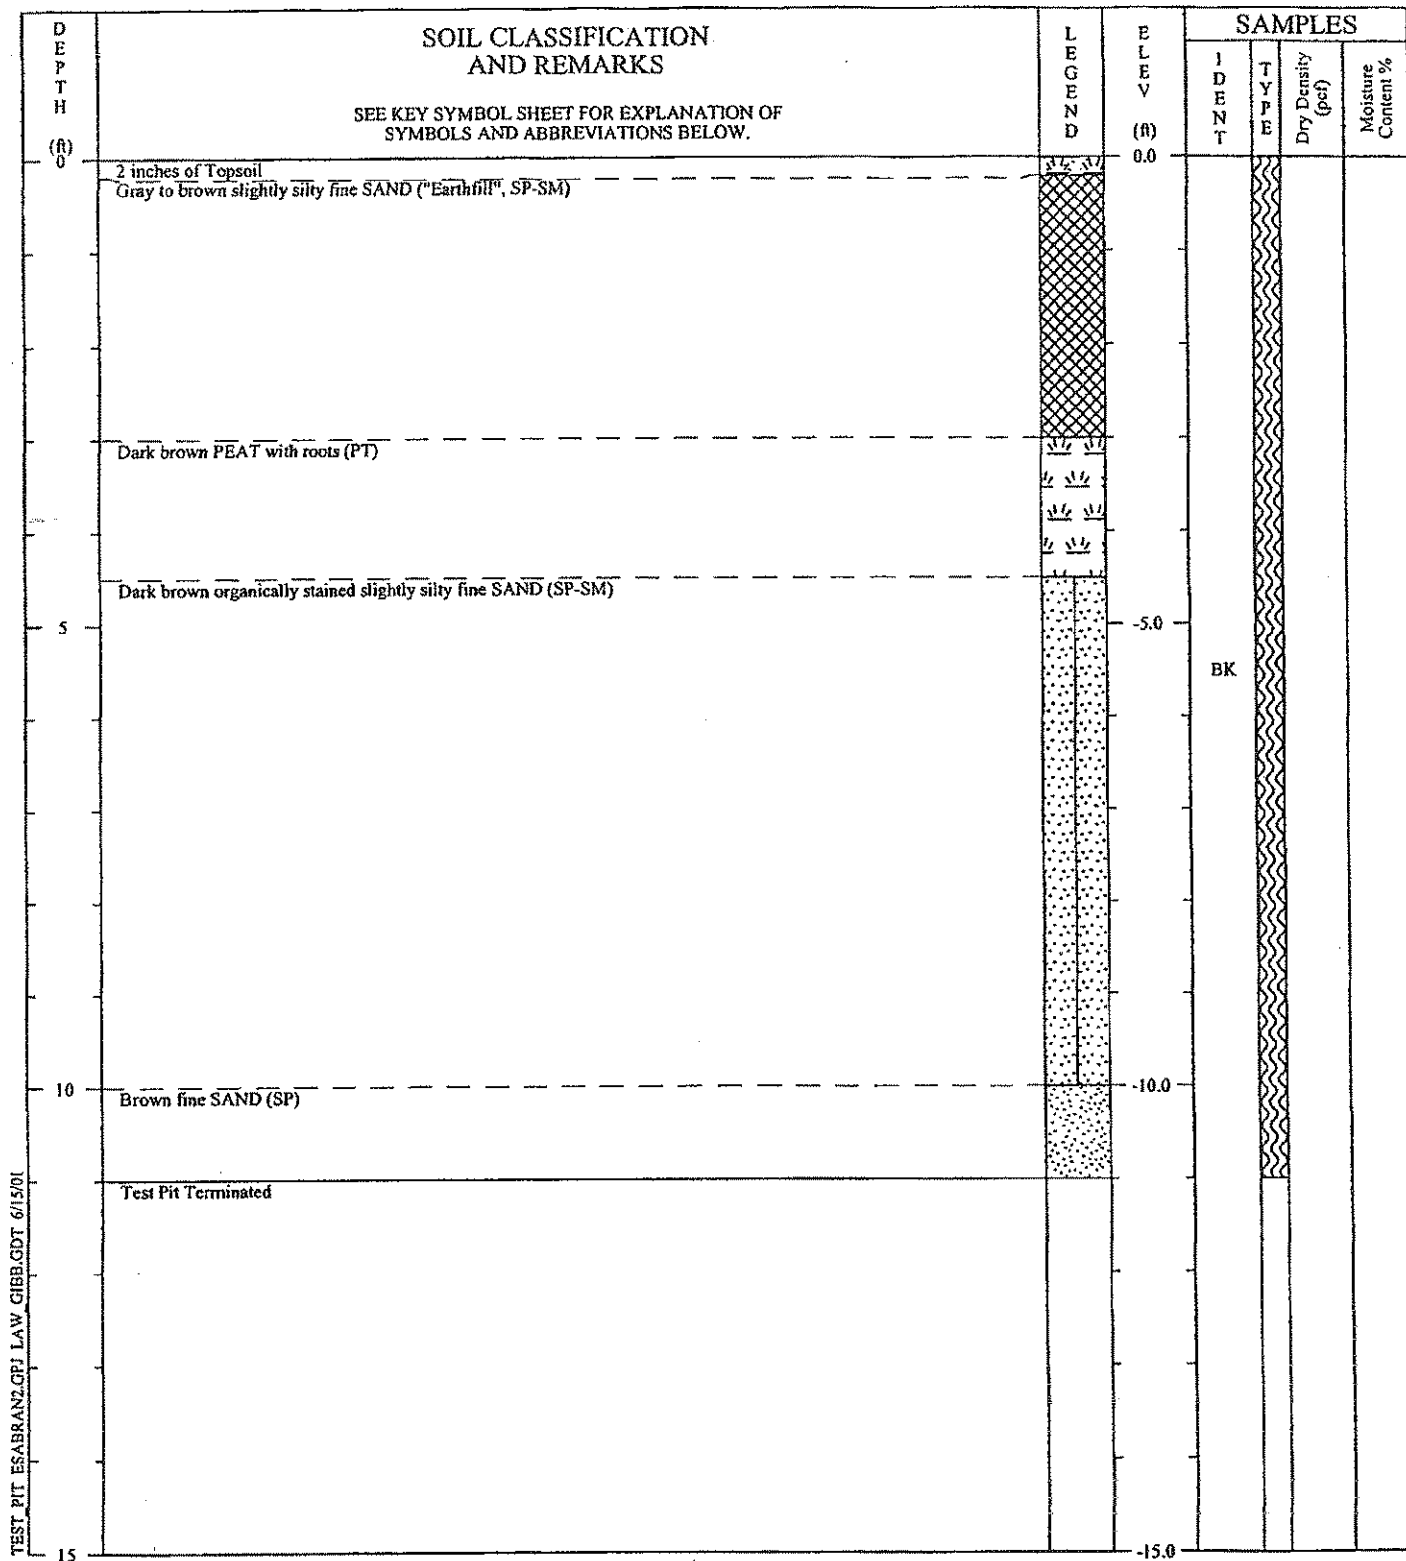 DEPTH (ft)
SOIL CLASSIFICATION
AND REMARKS
SEE KEY SYMBOL SHEET FOR EXPLANATION OF
SYMBOLS AND ABBREVIATIONS BELOW.
LEGEND
ELEV (ft)
SAMPLES
IDENT
TYPE
Dry Density
(pcf)
Moisture
Content %
0
0.0
2 inches of Topsoil
Gray to brown slightly silty fine SAND ("Earthfill", SP-SM)
Dark brown PEAT with roots (PT)
Dark brown organically stained slightly silty fine SAND (SP-SM)
5
-5.0
BK
10
-10.0
Brown fine SAND (SP)
Test Pit Terminated
15
-15.0
TEST_PIT ESABRAN2.GPJ LAW_GIBB.GDT